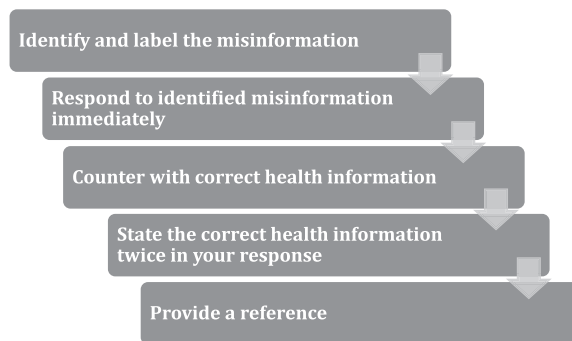 Identify and label the misinformation
Respond to identified misinformation
immediately
Counter with correct health information
State the correct health information
twice in your response
Provide a reference